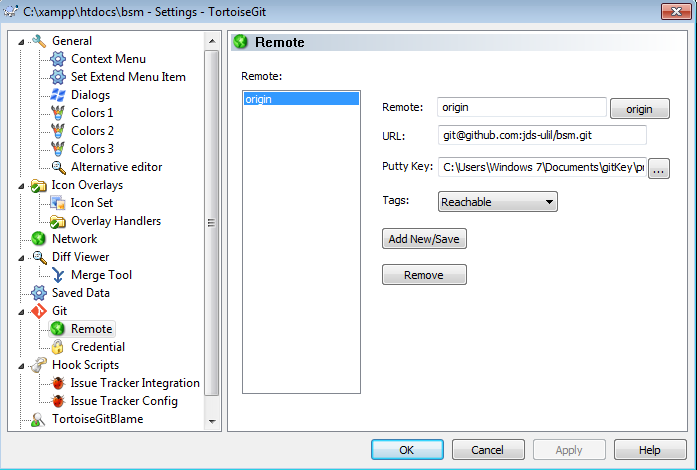 C:\xampp\htdocs\bsm - Settings - TortoiseGit
General
Context Menu
Set Extend Menu Item
Dialogs
Colors 1
Colors 2
Colors 3
Alternative editor
Icon Overlays
Icon Set
Overlay Handlers
Network
Diff Viewer
Merge Tool
Saved Data
Git
Remote
Credential
Hook Scripts
Issue Tracker Integration
Issue Tracker Config
TortoiseGitBlame
Remote
Remote:
origin
Remote: origin origin
URL: git@github.com:jds-ulil/bsm.git
Putty Key: C:\Users\Windows 7\Documents\gitKey\pr ...
Tags: Reachable
Add New/Save
Remove
OK Cancel Apply Help